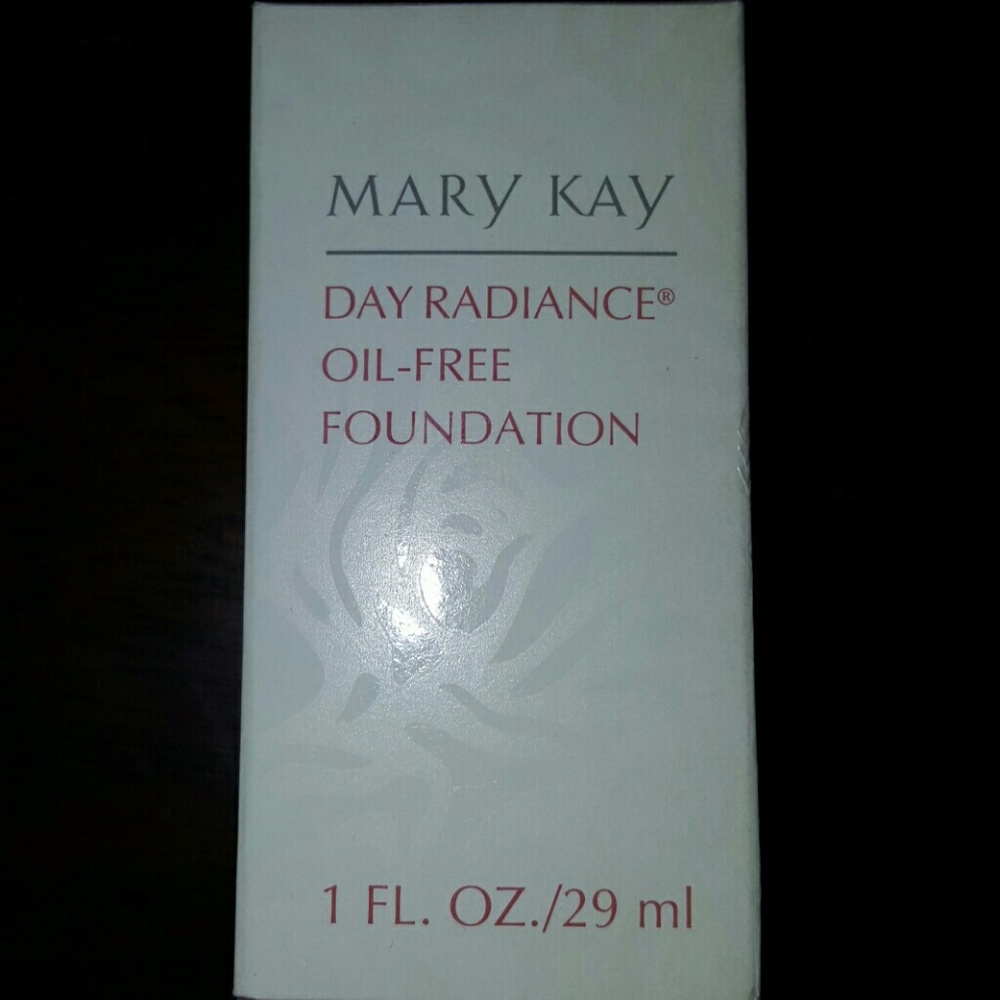 MARY KAY
DAY RADIANCE®
OIL-FREE
FOUNDATION
1 FL. OZ./29 ml